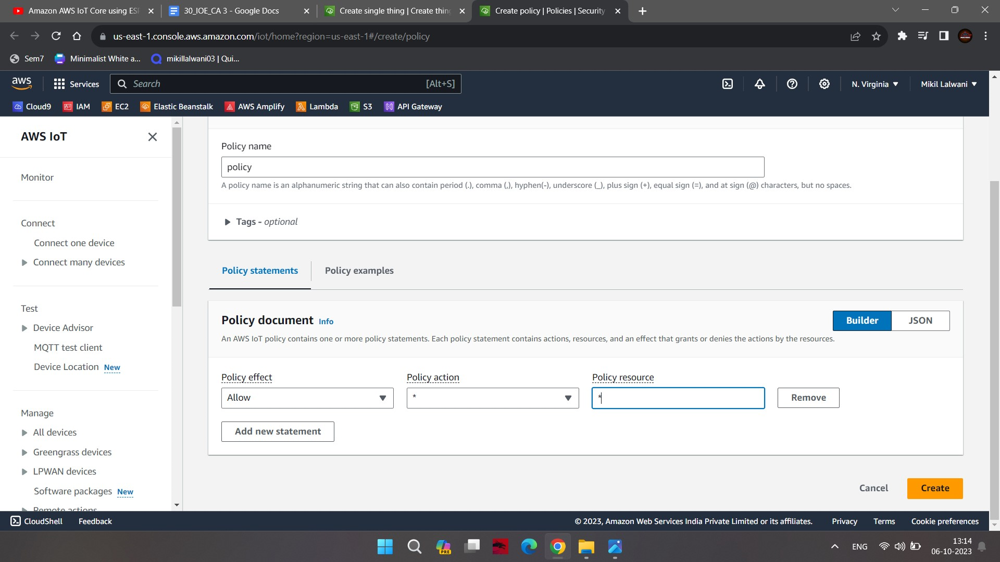 Amazon AWS IoT Core using ESP
30_IOE_CA 3 - Google Docs
Create single thing | Create thing
Create policy | Policies | Security
us-east-1.console.aws.amazon.com/iot/home?region=us-east-1#/create/policy
Sem7
Minimalist White a...
mikillalwani03 | Qui...
aws
Services
Search
[Alt+S]
N. Virginia
Mikil Lalwani
Cloud9
IAM
EC2
Elastic Beanstalk
AWS Amplify
Lambda
S3
API Gateway
AWS IoT
Monitor
Connect
Connect one device
Connect many devices
Test
Device Advisor
MQTT test client
Device Location New
Manage
All devices
Greengrass devices
LPWAN devices
Software packages New
Remote actions
Policy name
policy
A policy name is an alphanumeric string that can also contain period (.), comma (,), hyphen(-), underscore (_), plus sign (+), equal sign (=), and at sign (@) characters, but no spaces.
Tags - optional
Policy statements
Policy examples
Policy document Info
Builder
JSON
An AWS IoT policy contains one or more policy statements. Each policy statement contains actions, resources, and an effect that grants or denies the actions by the resources.
Policy effect
Policy action
Policy resource
Allow
*
*
Remove
Add new statement
Cancel
Create
CloudShell
Feedback
© 2023, Amazon Web Services India Private Limited or its affiliates.
Privacy
Terms
Cookie preferences
PRE
ENG
13:14
06-10-2023